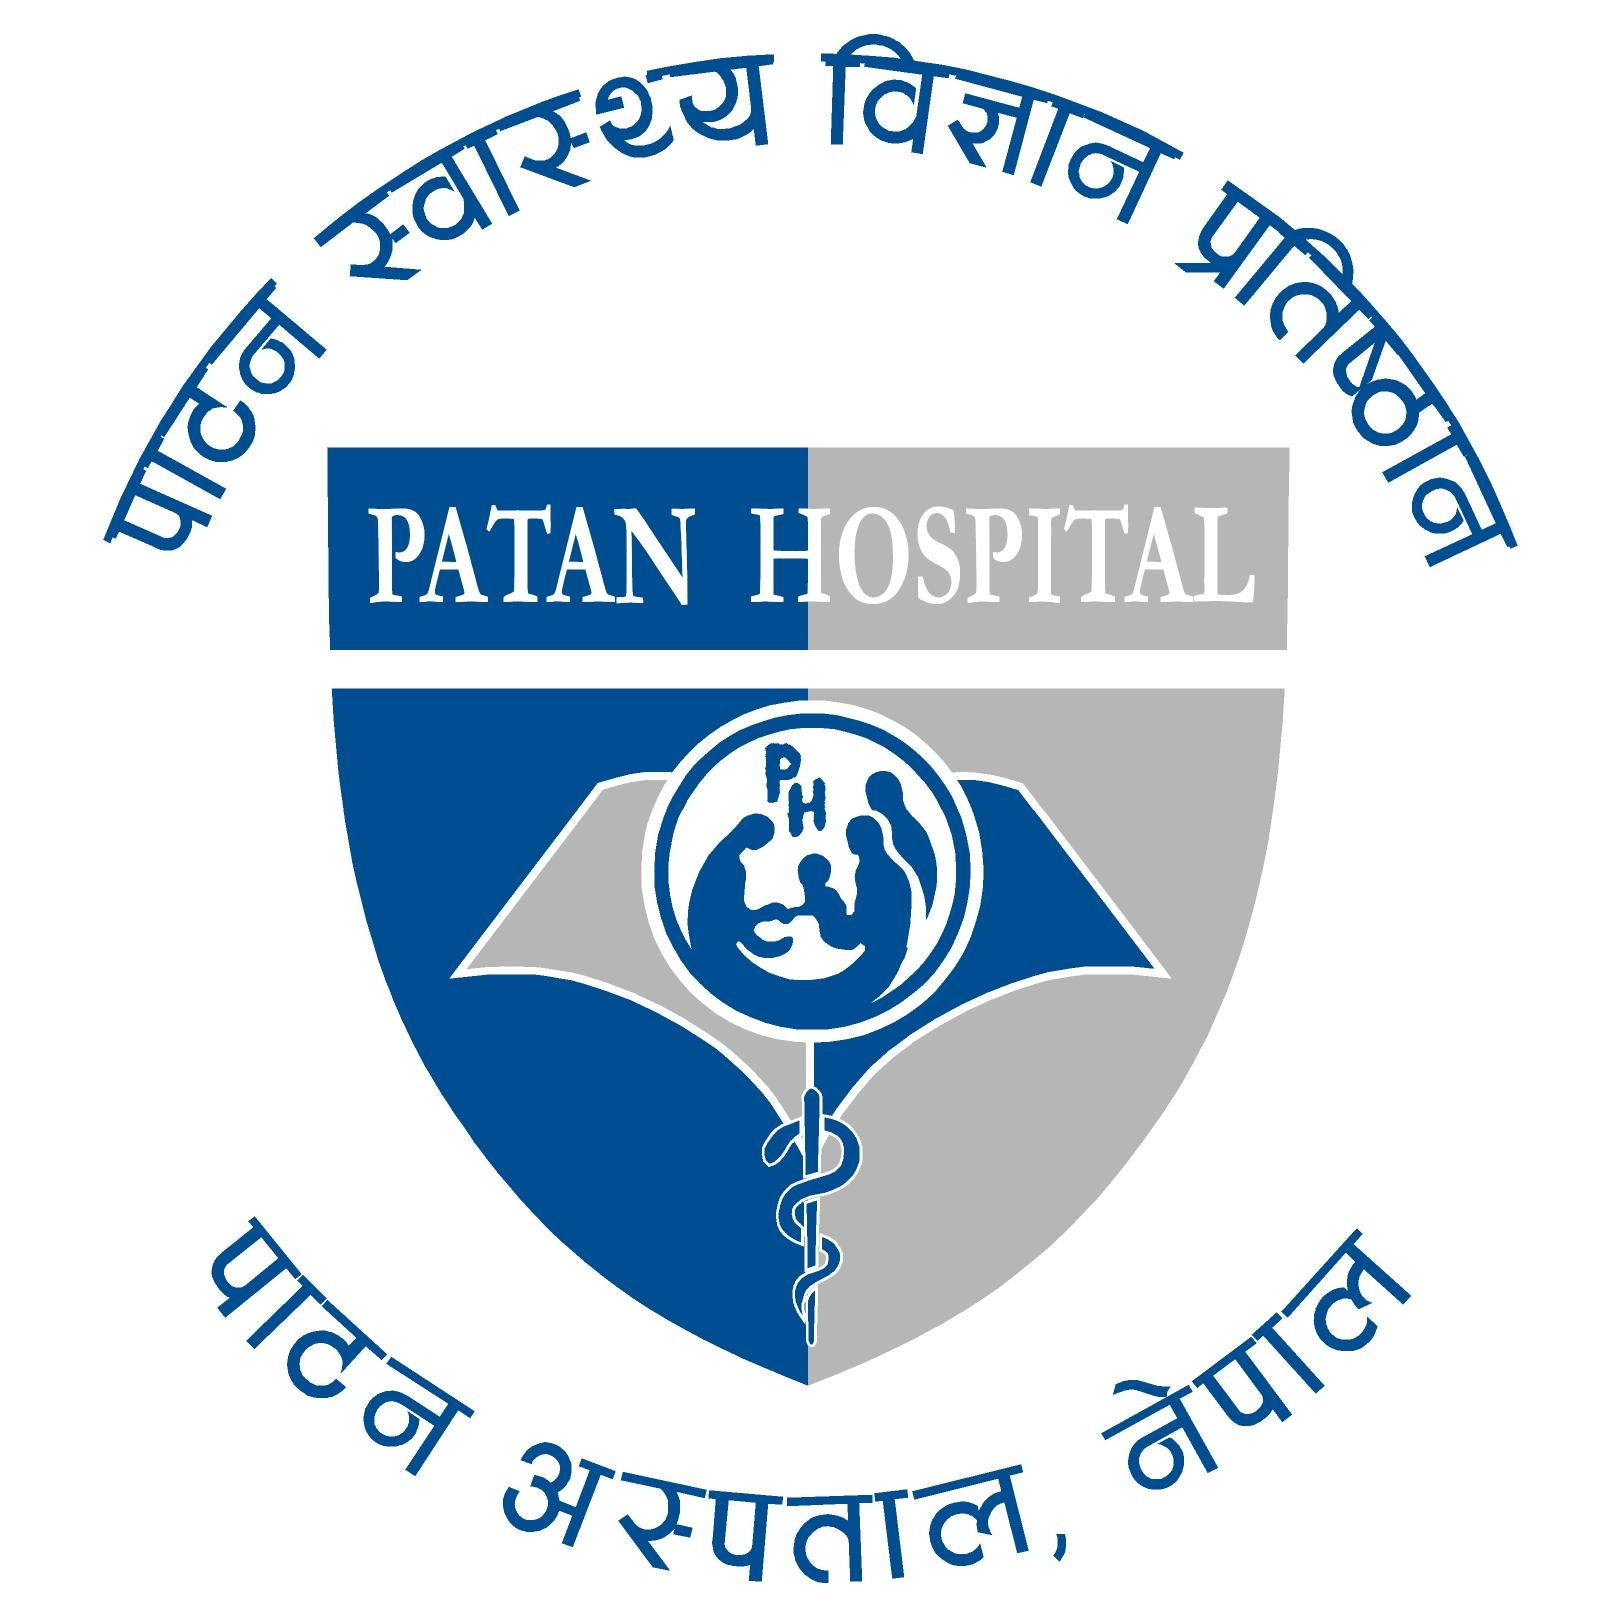 पाटन स्वास्थ्य विज्ञान प्रतिष्ठान
PATAN HOSPITAL
PH
पाटन अस्पताल, नेपाल